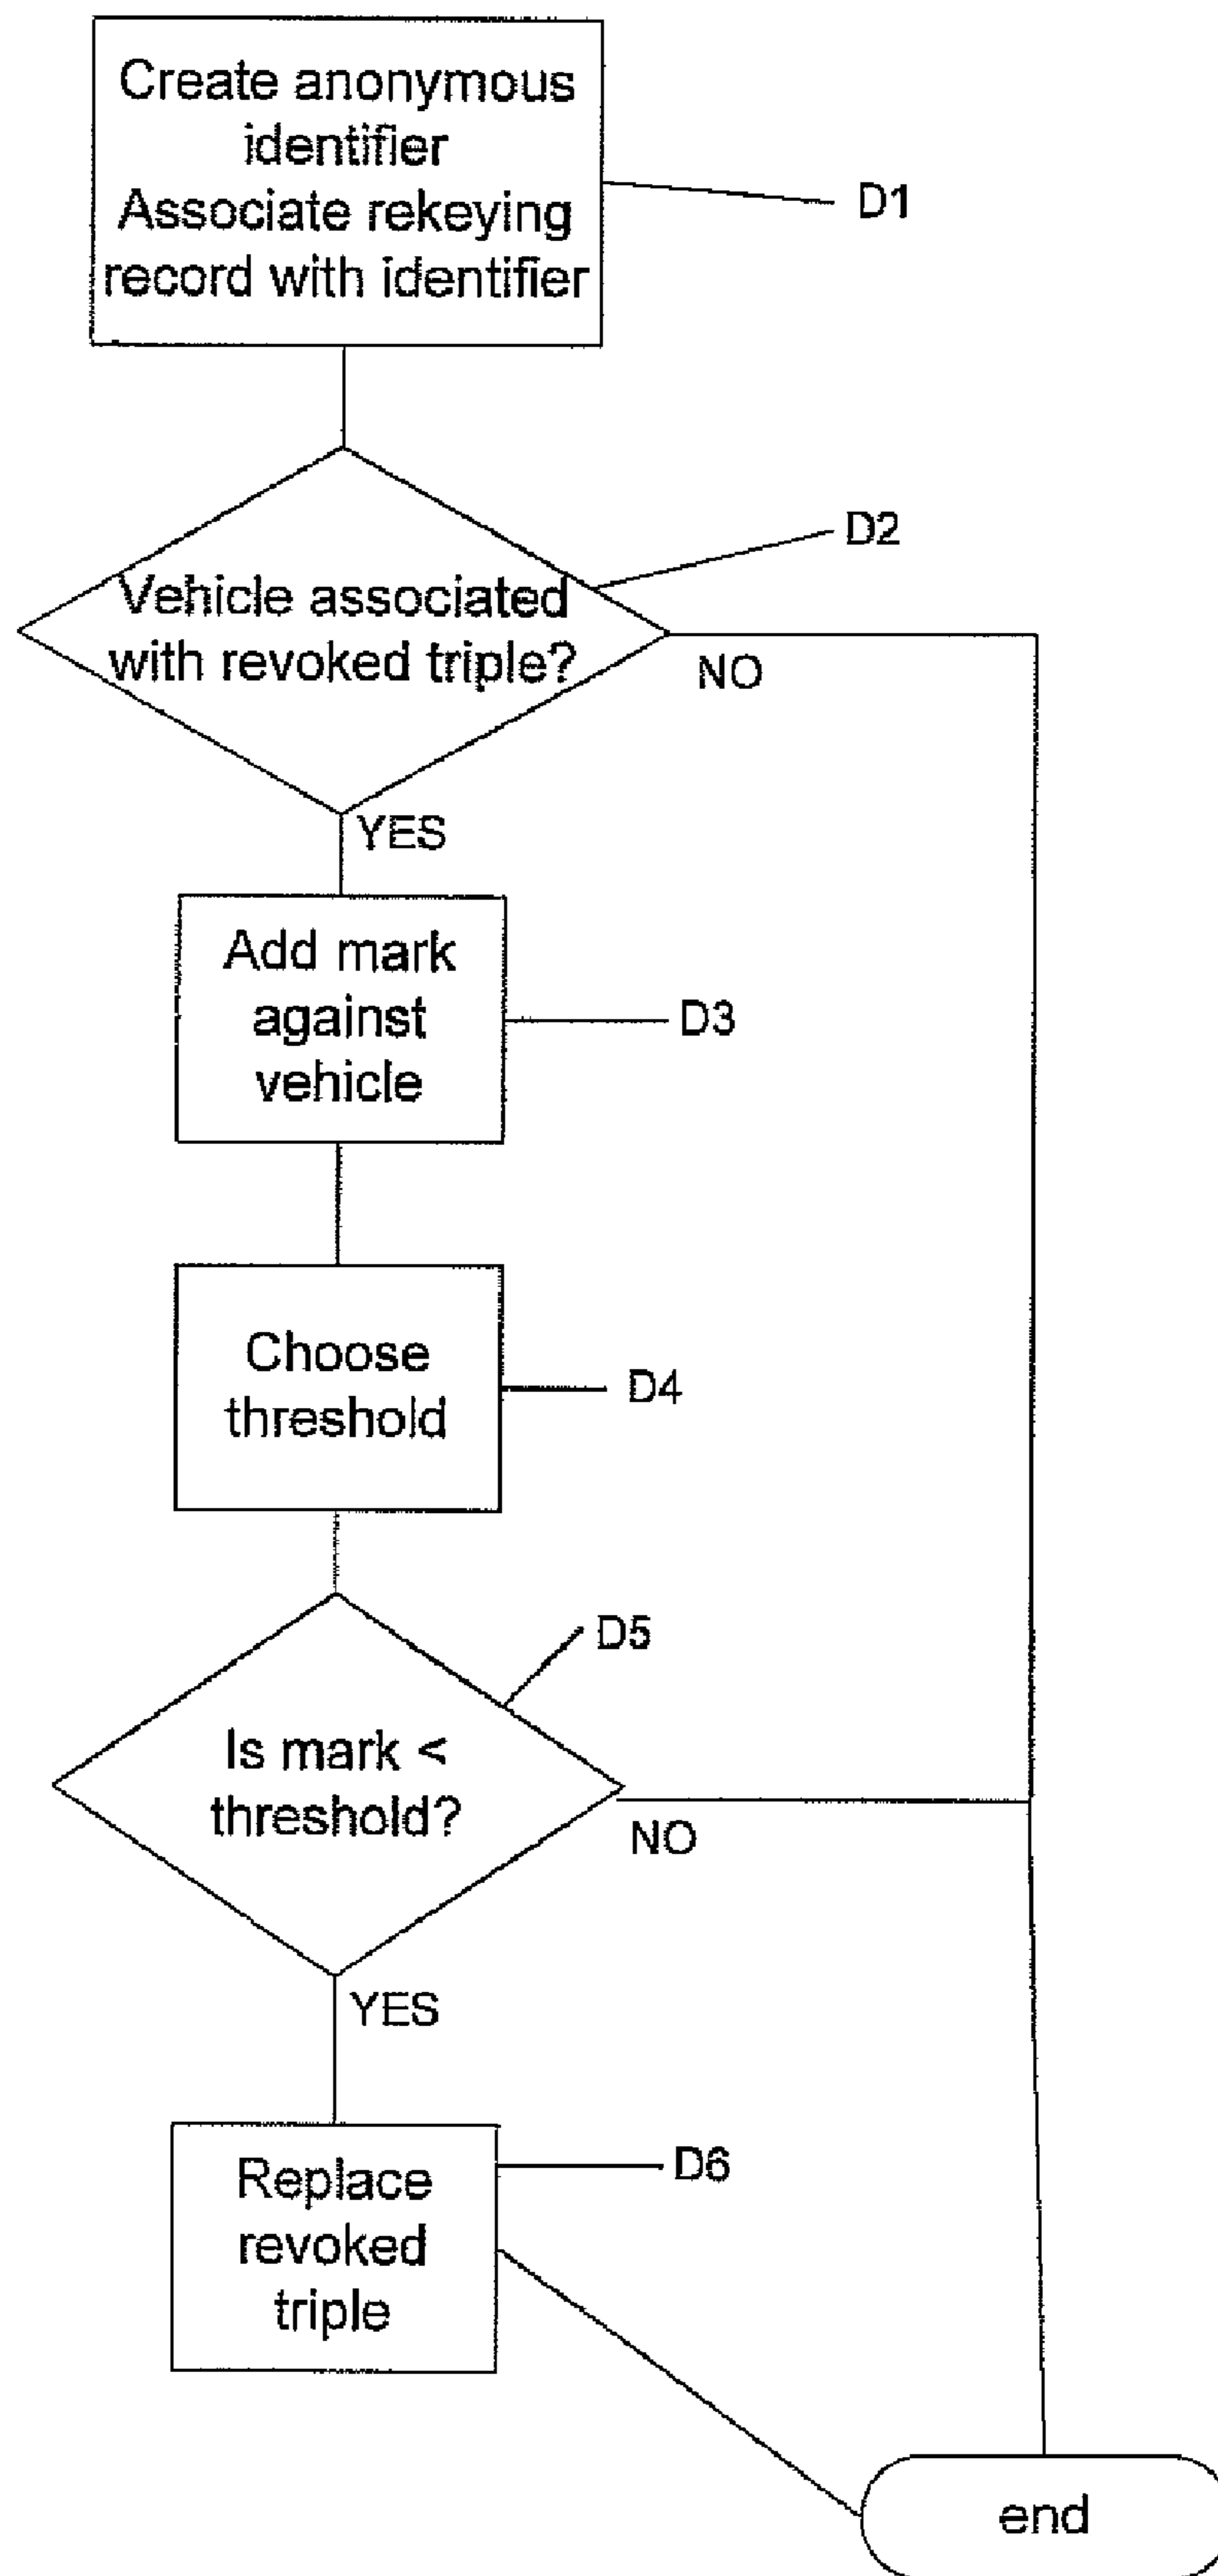 Create anonymous
identifier
Associate rekeying
record with identifier
D1
D2
Vehicle associated
with revoked triple?
NO
YES
Add mark
against
vehicle
D3
Choose
threshold
D4
D5
Is mark <
threshold?
NO
YES
Replace
revoked
triple
D6
end